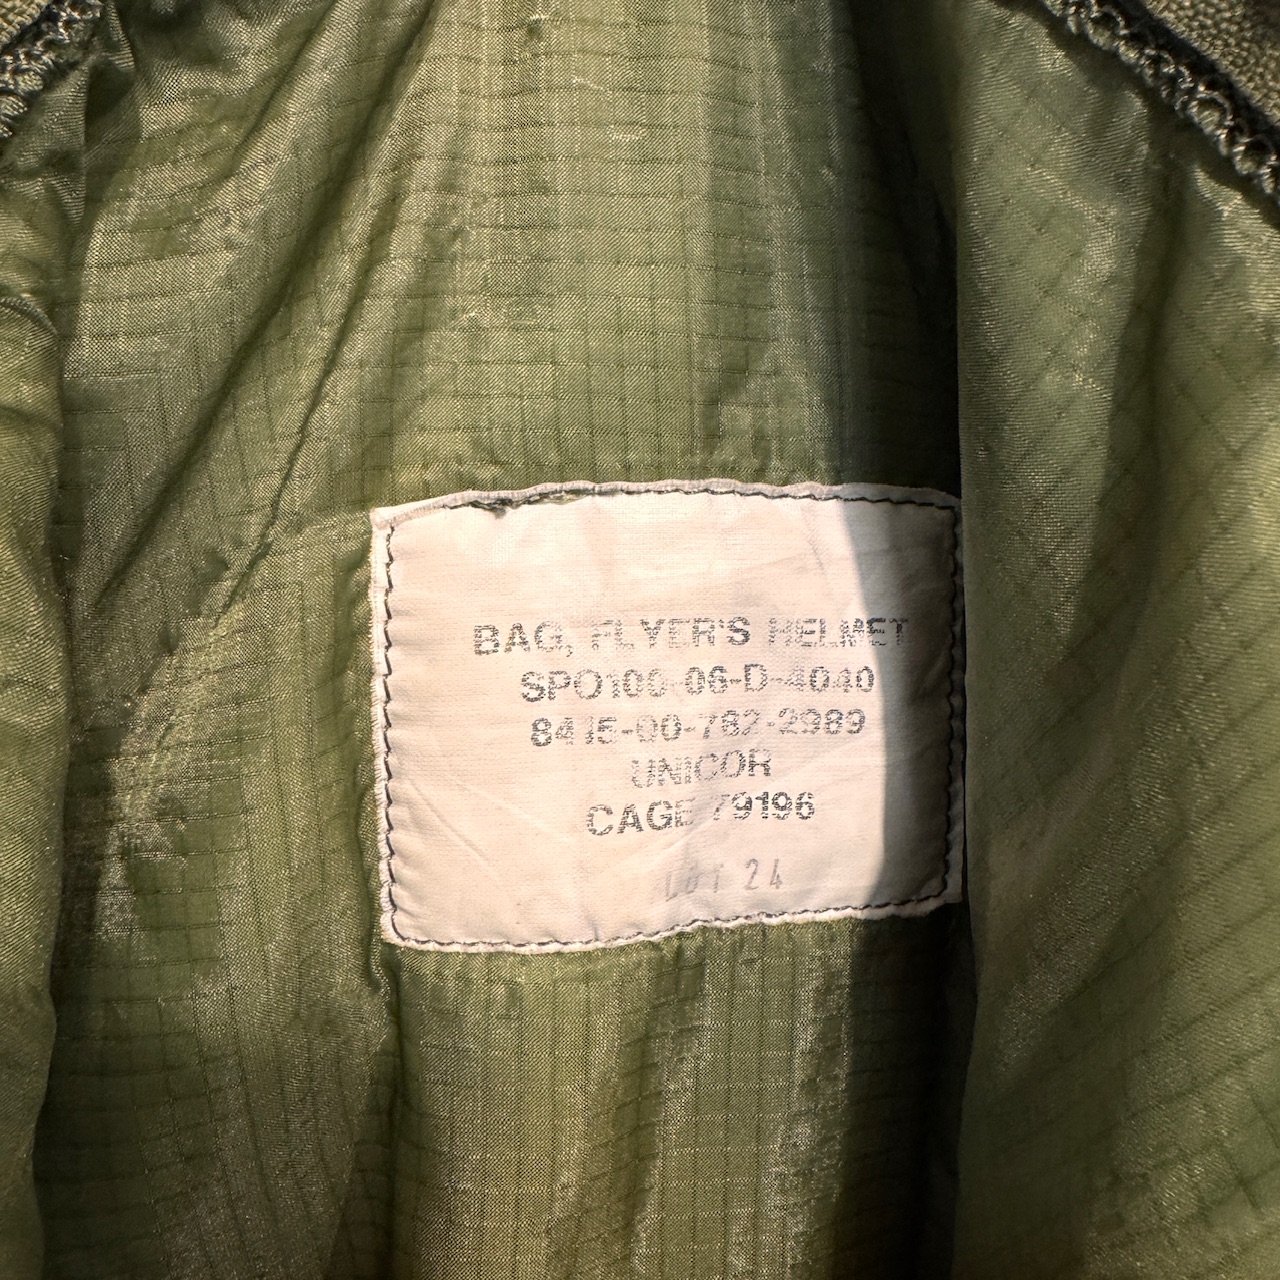 BAG, FLYER'S HELMET
SPO100-06-D-4040
8415-00-782-2989
UNICOR
CAGE 79196
LOT 24